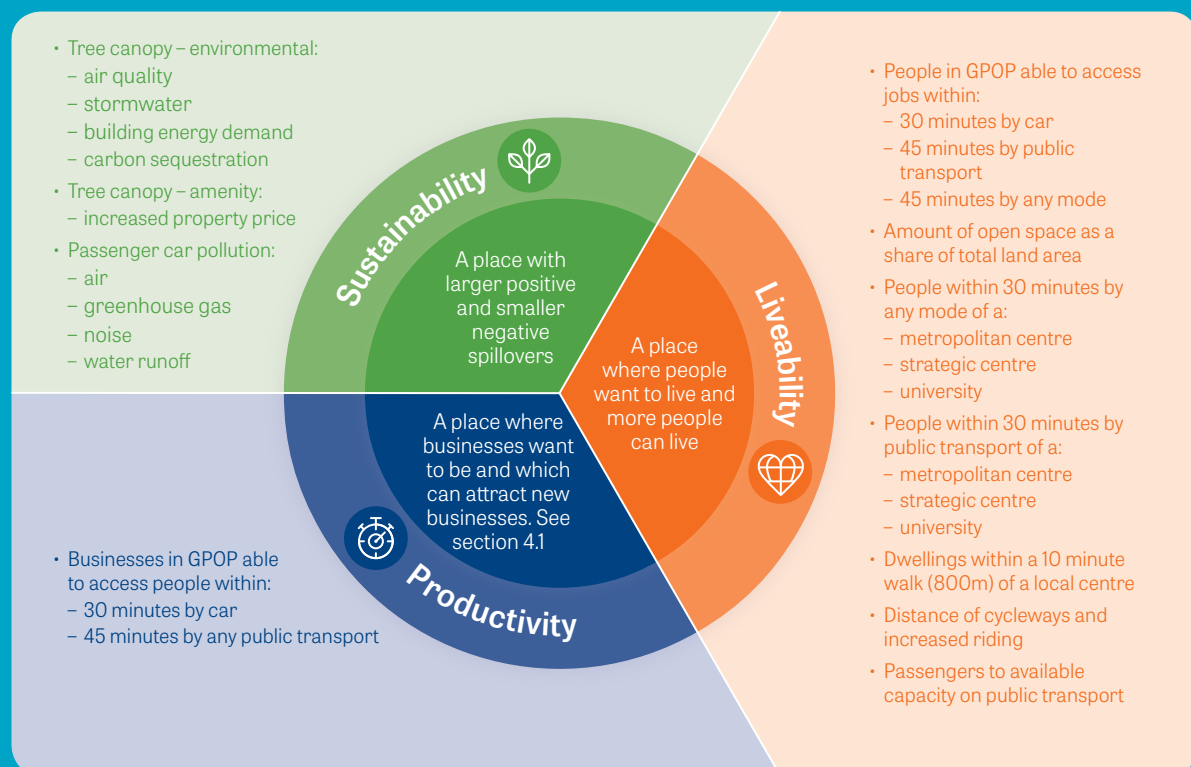 • Tree canopy – environmental:
– air quality
– stormwater
– building energy demand
– carbon sequestration
• Tree canopy – amenity:
– increased property price
• Passenger car pollution:
– air
– greenhouse gas
– noise
– water runoff
Sustainability
A place with
larger positive
and smaller
negative
spillovers
Liveability
A place
where people
want to live and
more people
can live
• People in GPOP able to access
jobs within:
– 30 minutes by car
– 45 minutes by public
transport
– 45 minutes by any mode
• Amount of open space as a
share of total land area
• People within 30 minutes by
any mode of a:
– metropolitan centre
– strategic centre
– university
• People within 30 minutes by
public transport of a:
– metropolitan centre
– strategic centre
– university
• Dwellings within a 10 minute
walk (800m) of a local centre
• Distance of cycleways and
increased riding
• Passengers to available
capacity on public transport
A place where
businesses want
to be and which
can attract new
businesses. See
section 4.1
Productivity
• Businesses in GPOP able
to access people within:
– 30 minutes by car
– 45 minutes by any public transport